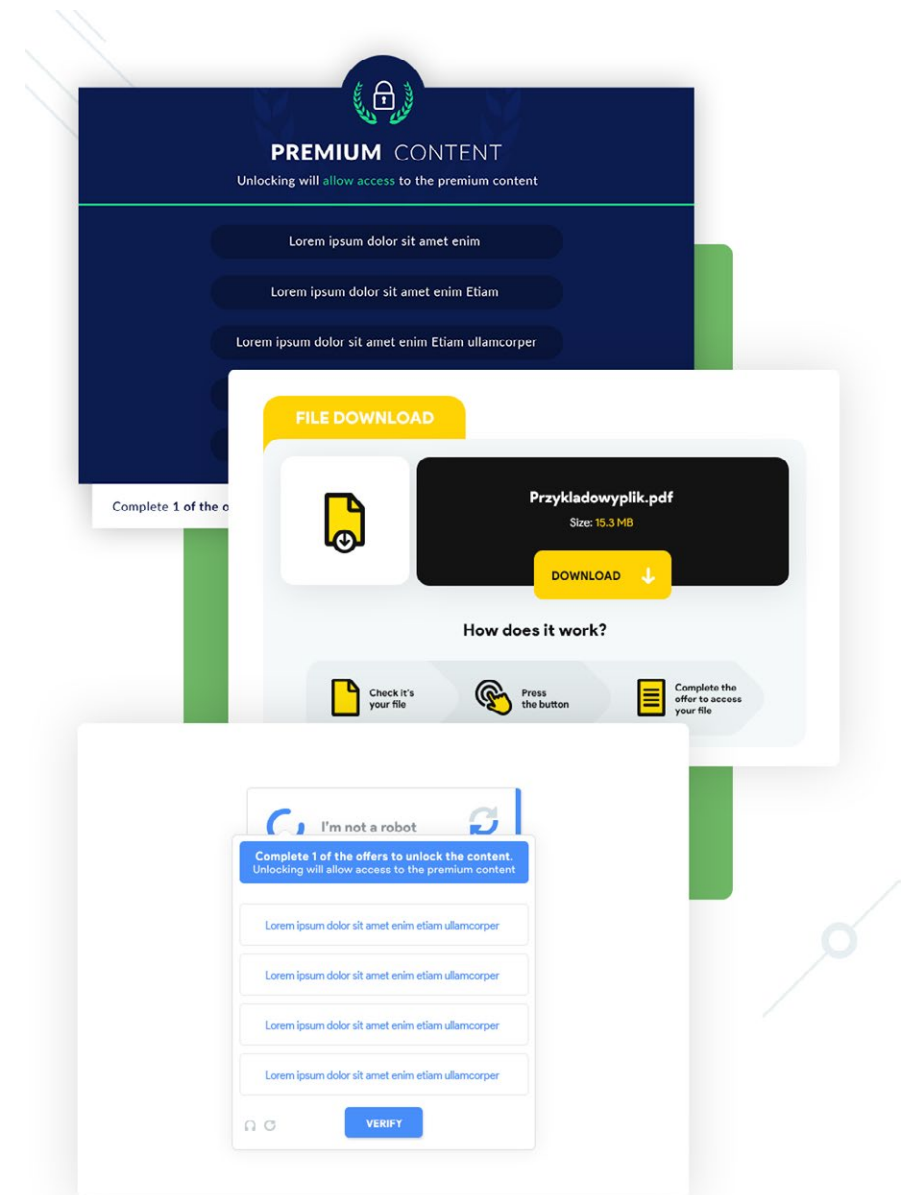 PREMIUM CONTENT
Unlocking will allow access to the premium content
Lorem ipsum dolor sit amet enim
Lorem ipsum dolor sit amet enim Etiam
Lorem ipsum dolor sit amet enim Etiam ullamcorper
Complete 1 of the
FILE DOWNLOAD
Przykladowyplik.pdf
Size: 15.3 MB
DOWNLOAD
How does it work?
Check it's
your file
Press
the button
Complete the
offer to access
your file
I'm not a robot
Complete 1 of the offers to unlock the content.
Unlocking will allow access to the premium content
Lorem ipsum dolor sit amet enim etiam ullamcorper
Lorem ipsum dolor sit amet enim etiam ullamcorper
Lorem ipsum dolor sit amet enim etiam ullamcorper
Lorem ipsum dolor sit amet enim etiam ullamcorper
VERIFY